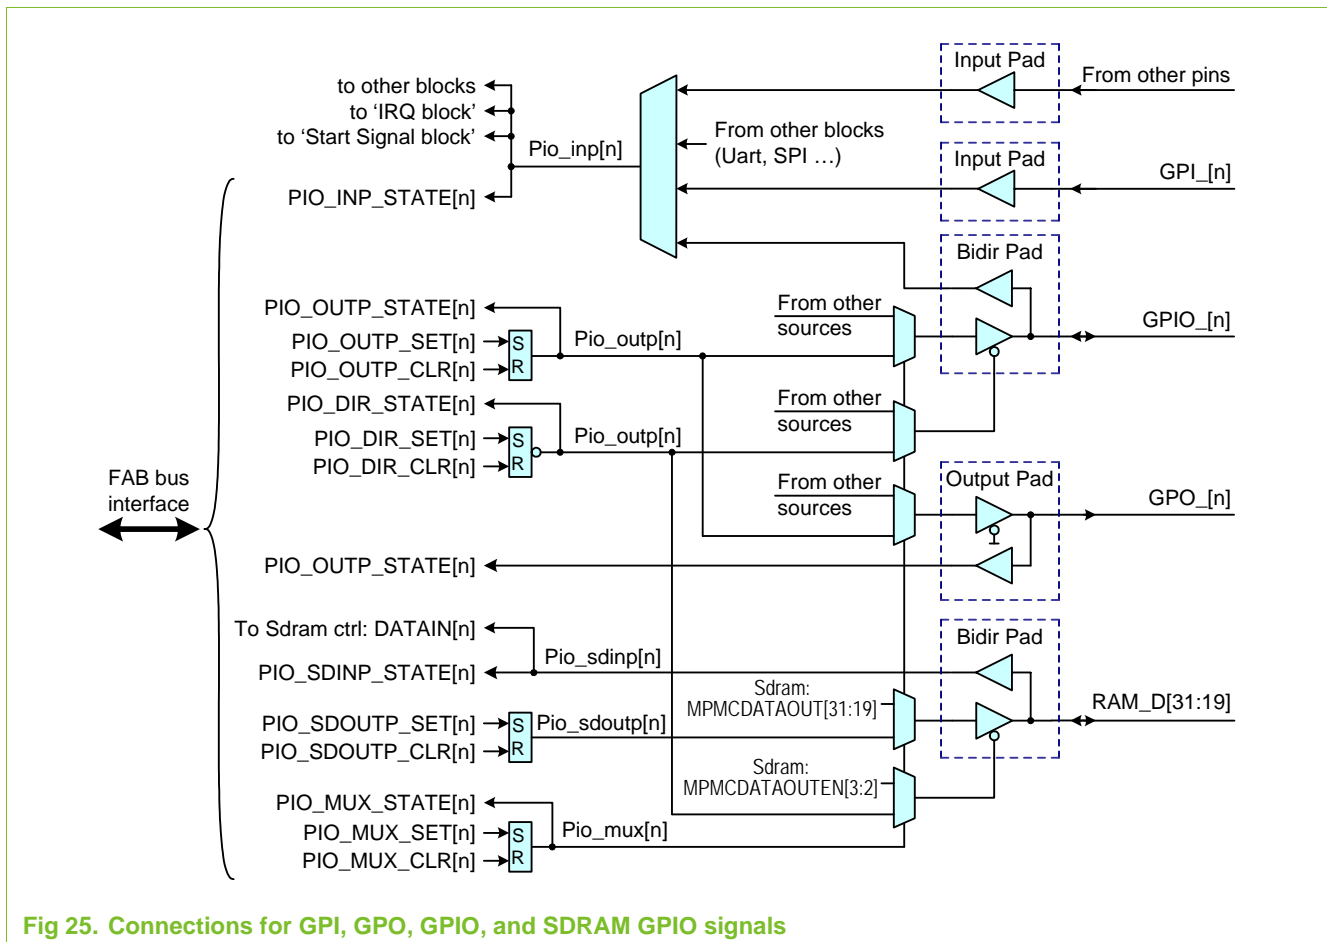 Input Pad
From other pins
to other blocks
to ‘IRQ block’
to ‘Start Signal block’
From other blocks
(Uart, SPI …)
Pio_inp[n]
Input Pad
GPI_[n]
PIO_INP_STATE[n]
Bidir Pad
PIO_OUTP_STATE[n]
From other
sources
GPIO_[n]
PIO_OUTP_SET[n]
S
Pio_outp[n]
PIO_OUTP_CLR[n]
R
PIO_DIR_STATE[n]
From other
sources
PIO_DIR_SET[n]
S
Pio_outp[n]
PIO_DIR_CLR[n]
R
FAB bus
interface
From other
sources
Output Pad
GPO_[n]
PIO_OUTP_STATE[n]
To Sdram ctrl: DATAIN[n]
Bidir Pad
Pio_sdinp[n]
PIO_SDINP_STATE[n]
Sdram:
MPMCDATAOUT[31:19]
RAM_D[31:19]
PIO_SDOUTP_SET[n]
S
Pio_sdoutp[n]
PIO_SDOUTP_CLR[n]
R
Sdram:
MPMCDATAOUTEN[3:2]
PIO_MUX_STATE[n]
PIO_MUX_SET[n]
S
Pio_mux[n]
PIO_MUX_CLR[n]
R
Fig 25. Connections for GPI, GPO, GPIO, and SDRAM GPIO signals